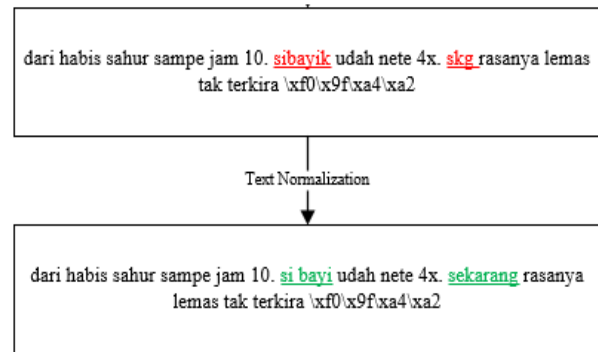 dari habis sahur sampe jam 10. sibayik udah nete 4x. skg rasanya lemas
tak terkira \xf0\x9f\xa4\xa2
Text Normalization
dari habis sahur sampe jam 10. si bayi udah nete 4x. sekarang rasanya
lemas tak terkira \xf0\x9f\xa4\xa2